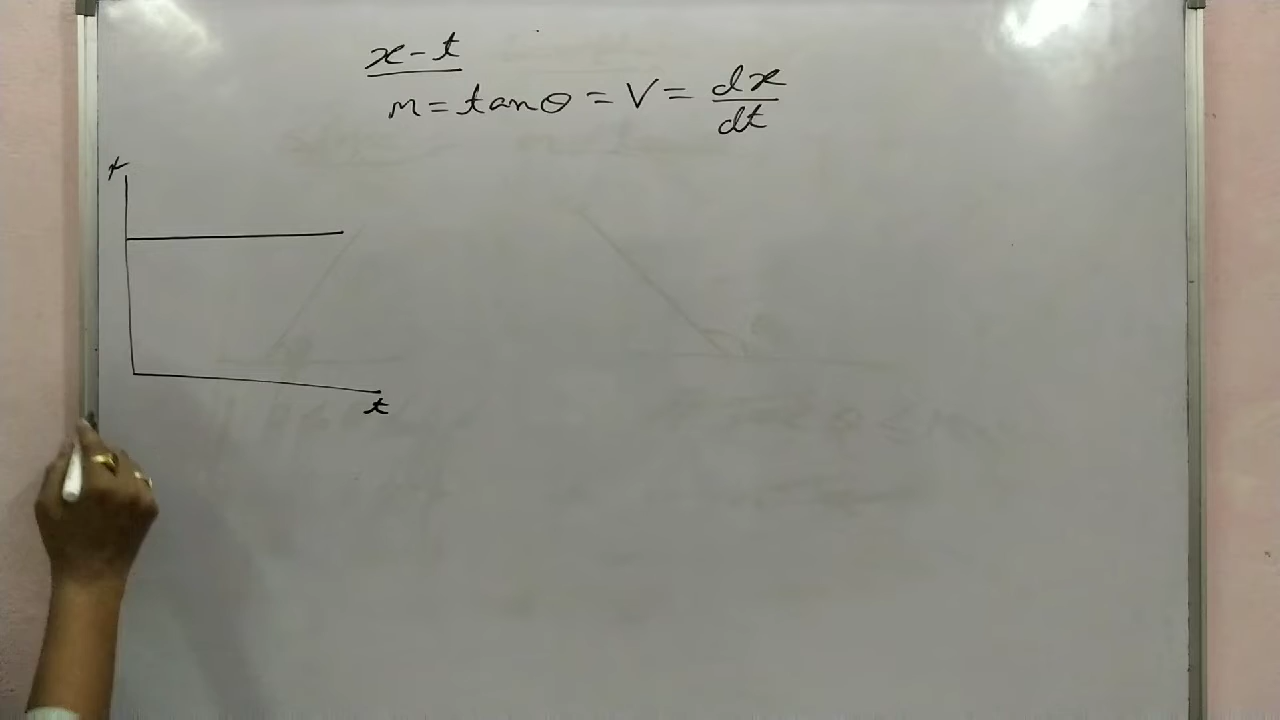 x-t
m = tanθ = V = dx/dt
x
t